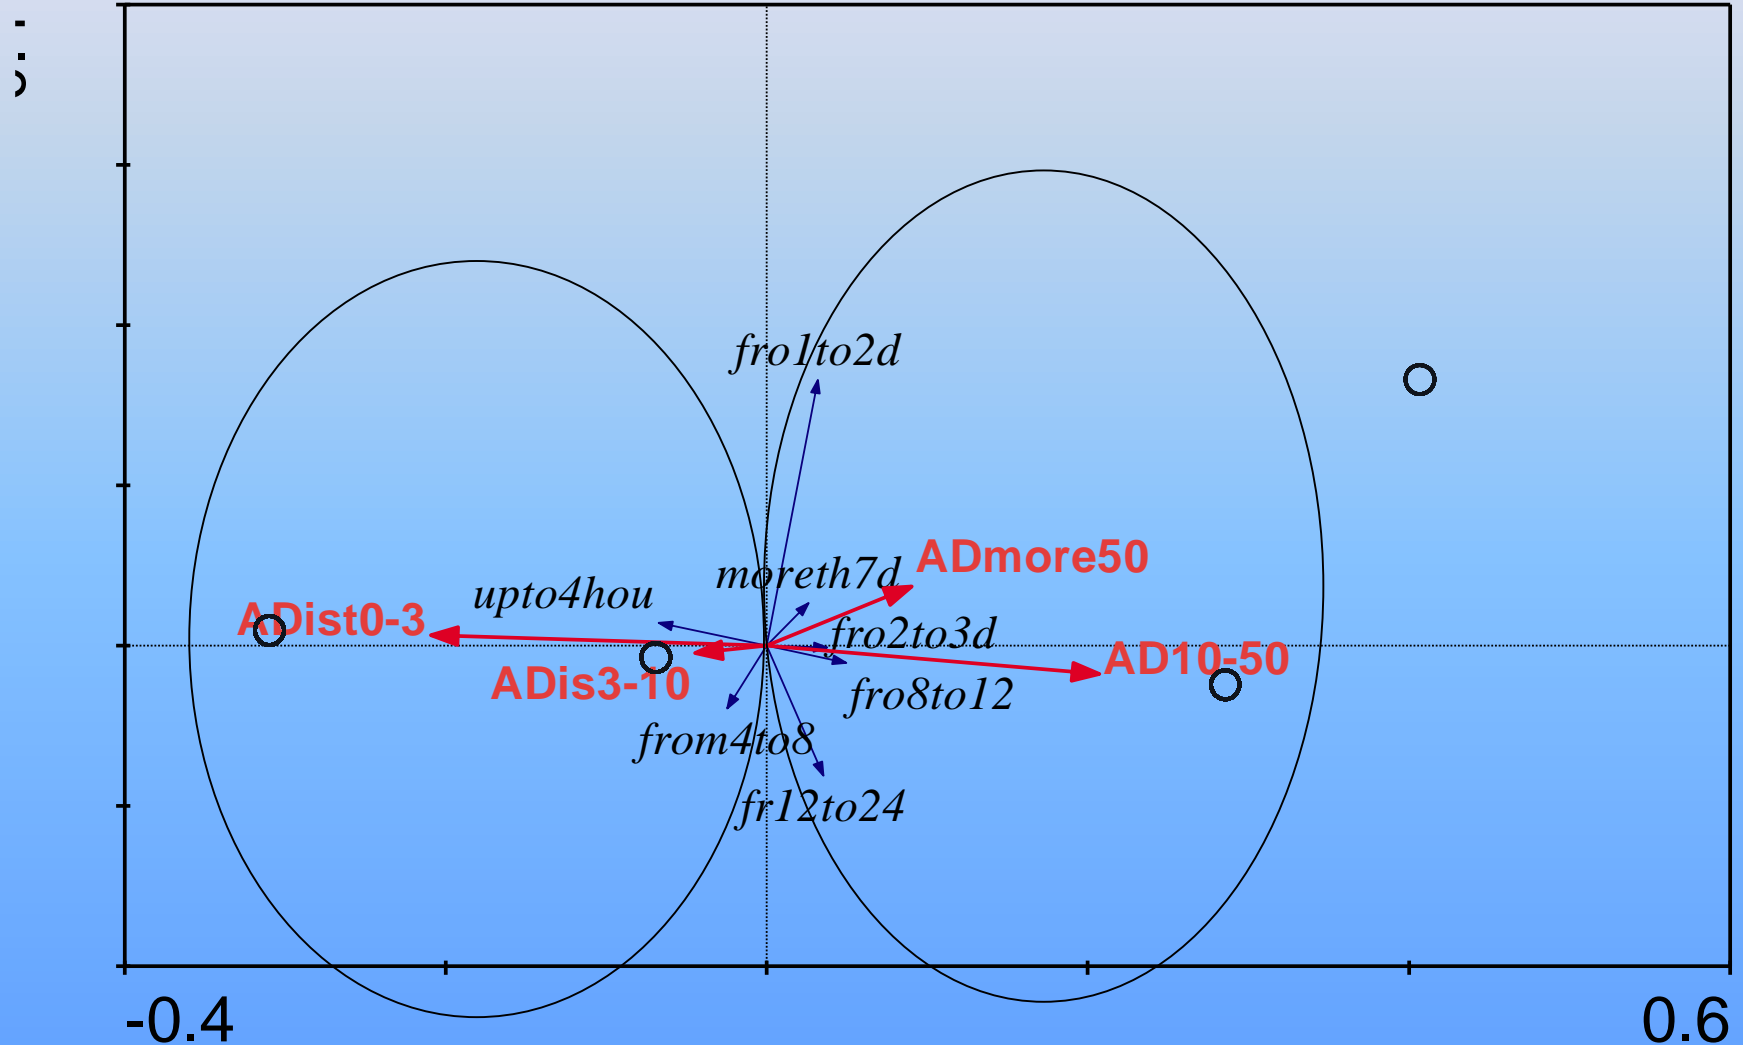 fro1to2d
ADmore50
moreth7d
upto4hou
ADist0-3
fro2to3d
AD10-50
ADis3-10
fro8to12
from4to8
fr12to24
-0.4
0.6